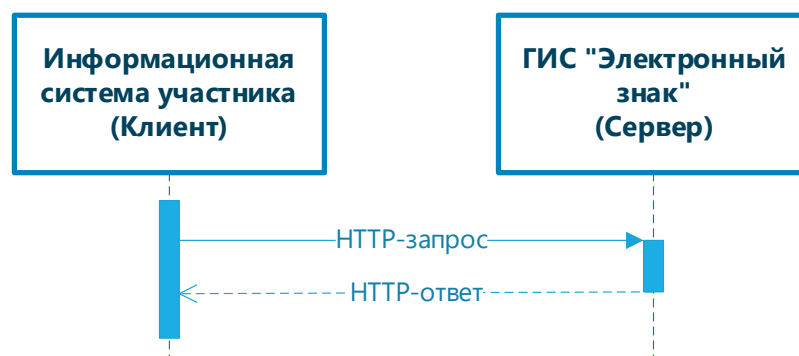 Информационная
система участника
(Клиент)
ГИС "Электронный
знак"
(Сервер)
HTTP-запрос
HTTP-ответ